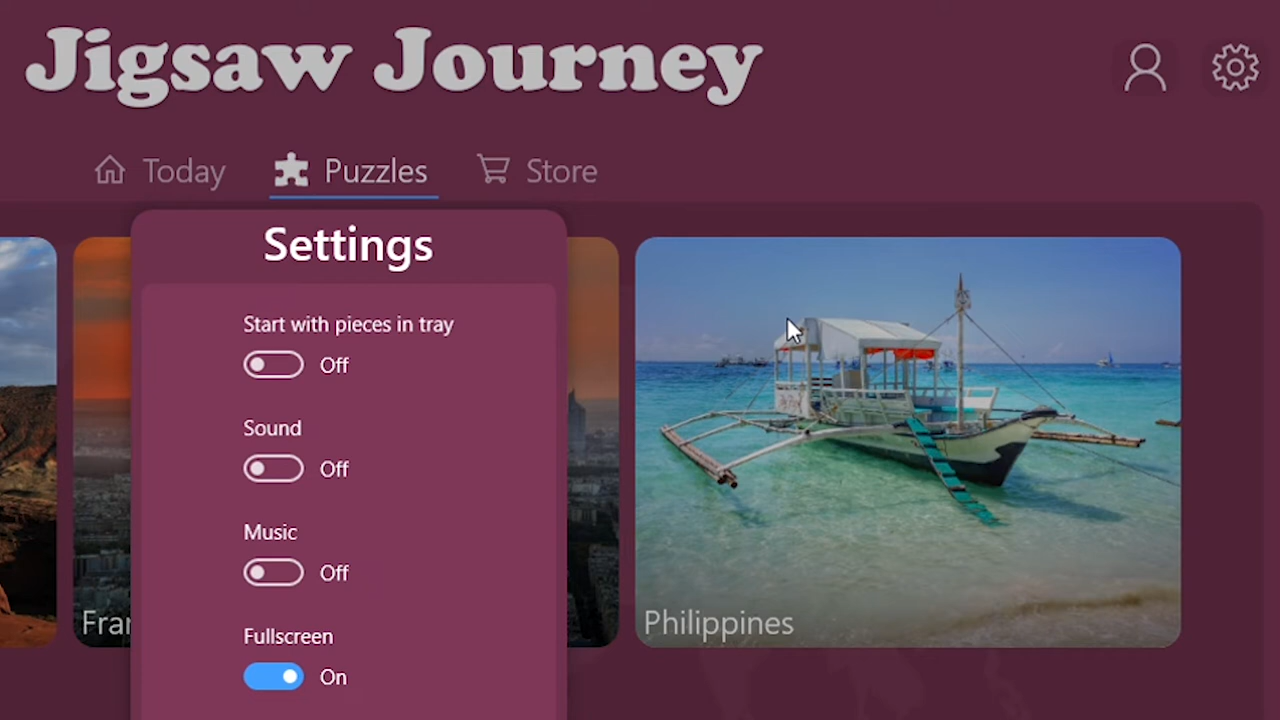 Jigsaw Journey
Today
Puzzles
Store
Settings
Start with pieces in tray
Off
Sound
Off
Music
Off
Fullscreen
On
Fran
Philippines